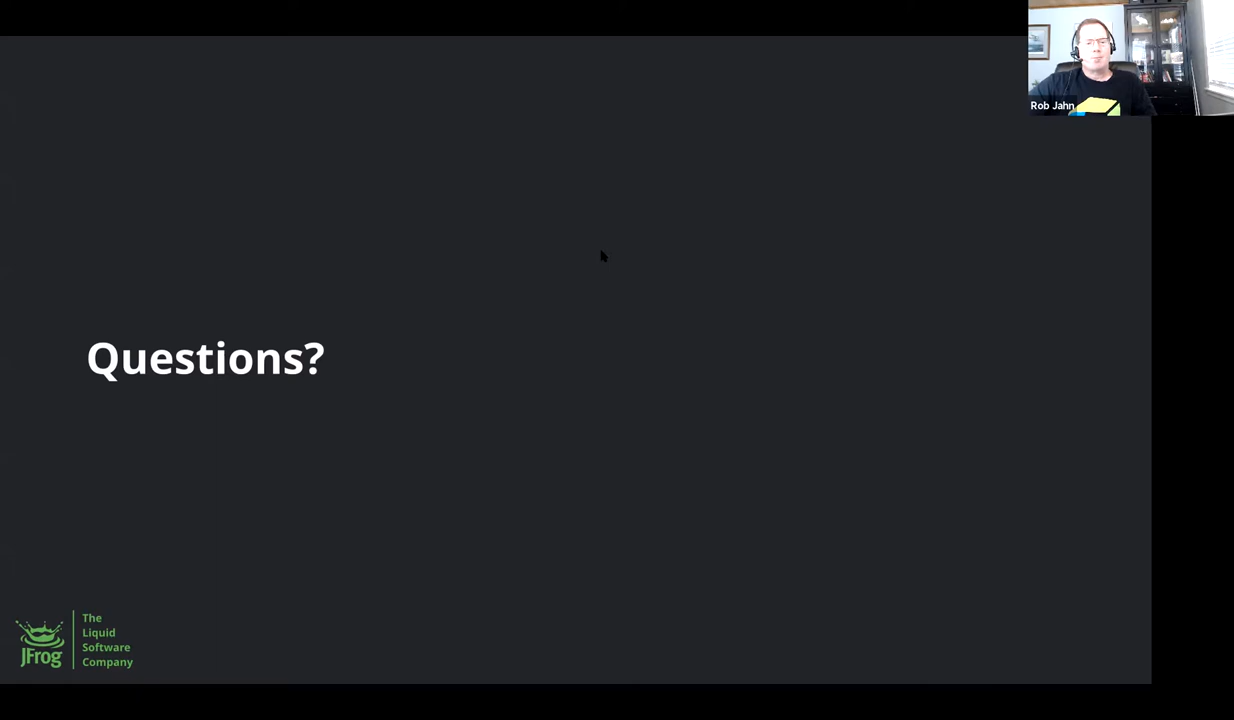 Rob Jahn
Questions?
The
Liquid
Software
Company
JFrog